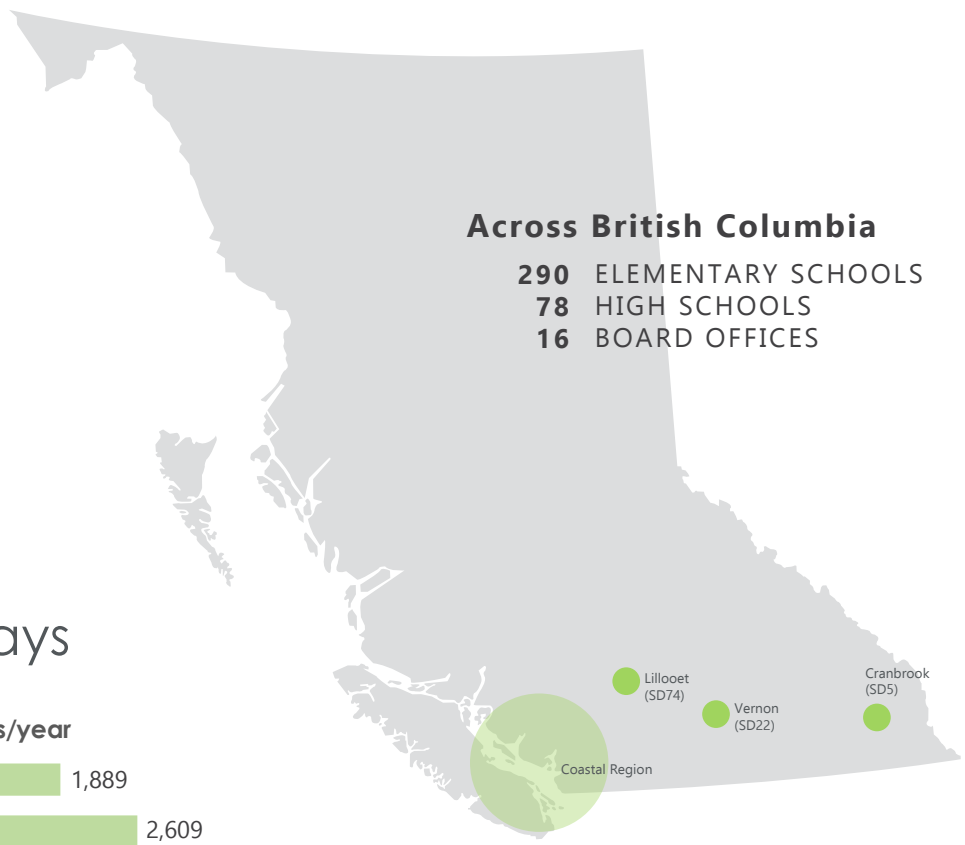 Across British Columbia
290 ELEMENTARY SCHOOLS
78 HIGH SCHOOLS
16 BOARD OFFICES
Lillooet
(SD74)
Vernon
(SD22)
Cranbrook
(SD5)
Coastal Region
ays
s/year
1,889
2,609